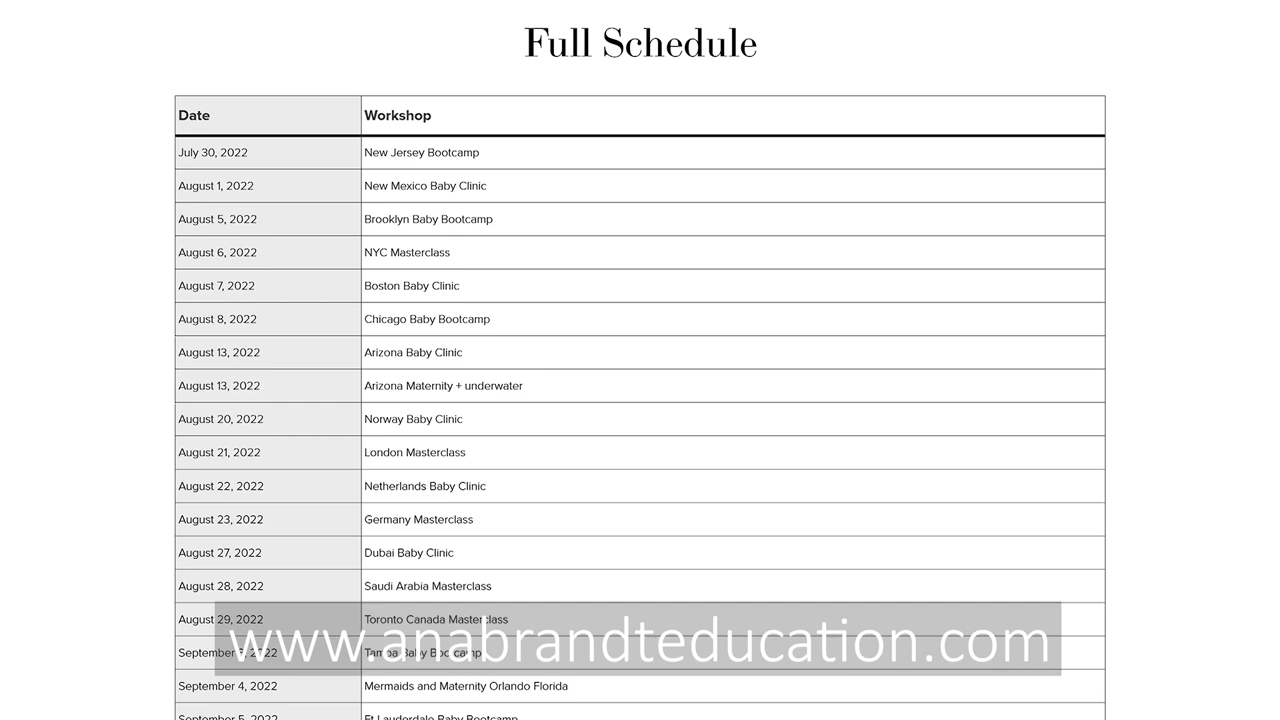 Full Schedule
Date Workshop
July 30, 2022 New Jersey Bootcamp
August 1, 2022 New Mexico Baby Clinic
August 5, 2022 Brooklyn Baby Bootcamp
August 6, 2022 NYC Masterclass
August 7, 2022 Boston Baby Clinic
August 8, 2022 Chicago Baby Bootcamp
August 13, 2022 Arizona Baby Clinic
August 13, 2022 Arizona Maternity + underwater
August 20, 2022 Norway Baby Clinic
August 21, 2022 London Masterclass
August 22, 2022 Netherlands Baby Clinic
August 23, 2022 Germany Masterclass
August 27, 2022 Dubai Baby Clinic
August 28, 2022 Saudi Arabia Masterclass
August 29, 2022 Toronto Canada Masterclass
www.anabrandteducation.com
September 2022 Tampa Baby Bootcamp
September 4, 2022 Mermaids and Maternity Orlando Florida
September 5, 2022 Ft Lauderdale Baby Bootcamp